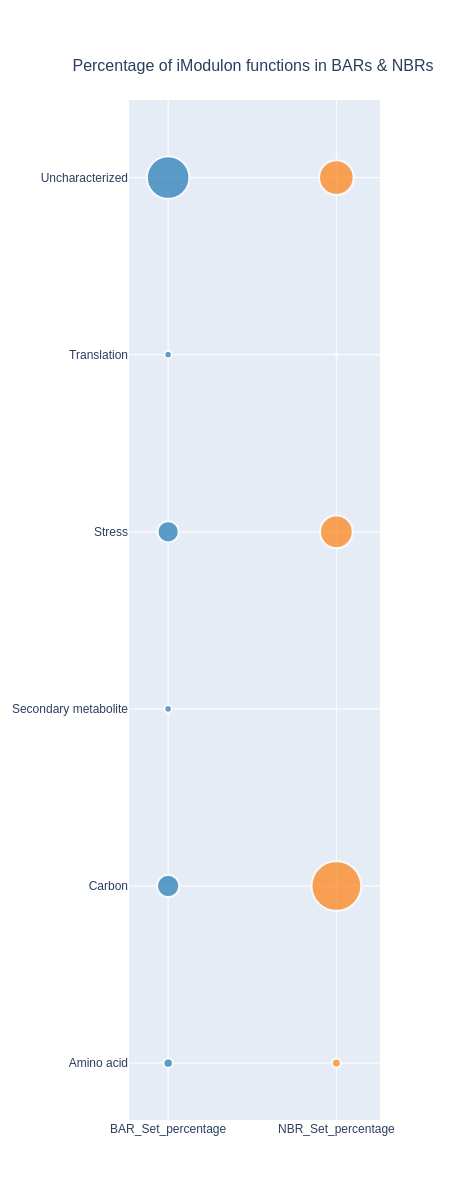 Percentage of iModulon functions in BARs & NBRs
Uncharacterized
Translation
Stress
Secondary metabolite
Carbon
Amino acid
BAR_Set_percentage
NBR_Set_percentage